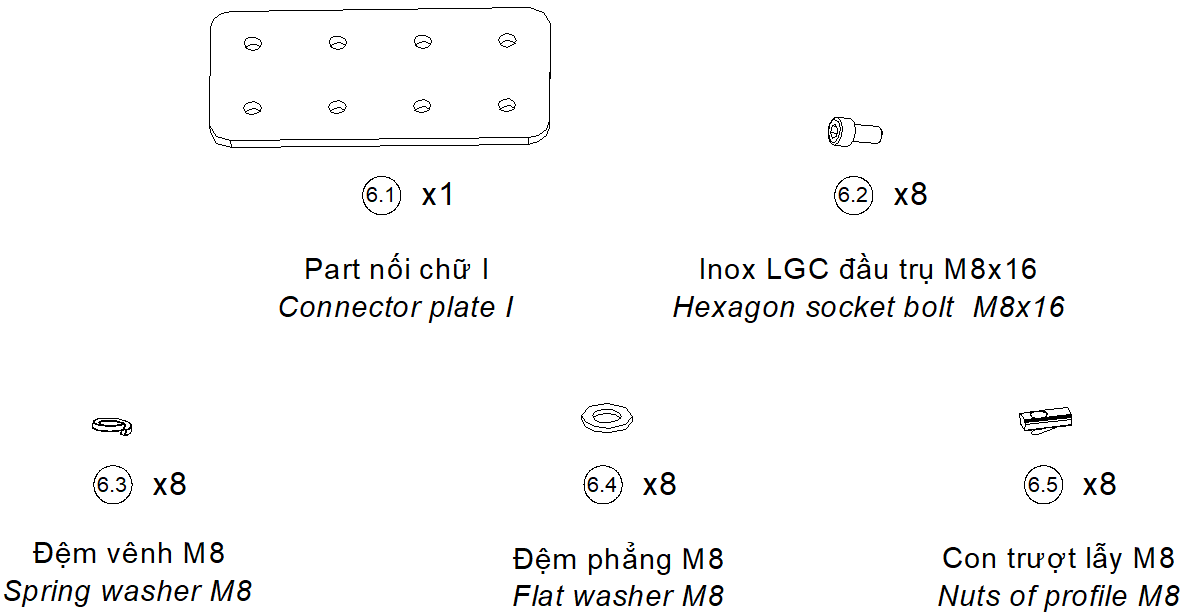 6.1 x1
6.2 x8
Part nối chữ I
Inox LGC đầu trụ M8x16
Connector plate I
Hexagon socket bolt M8x16
6.3 x8
6.4 x8
6.5 x8
Đệm vênh M8
Đệm phẳng M8
Con trượt lẫy M8
Spring washer M8
Flat washer M8
Nuts of profile M8